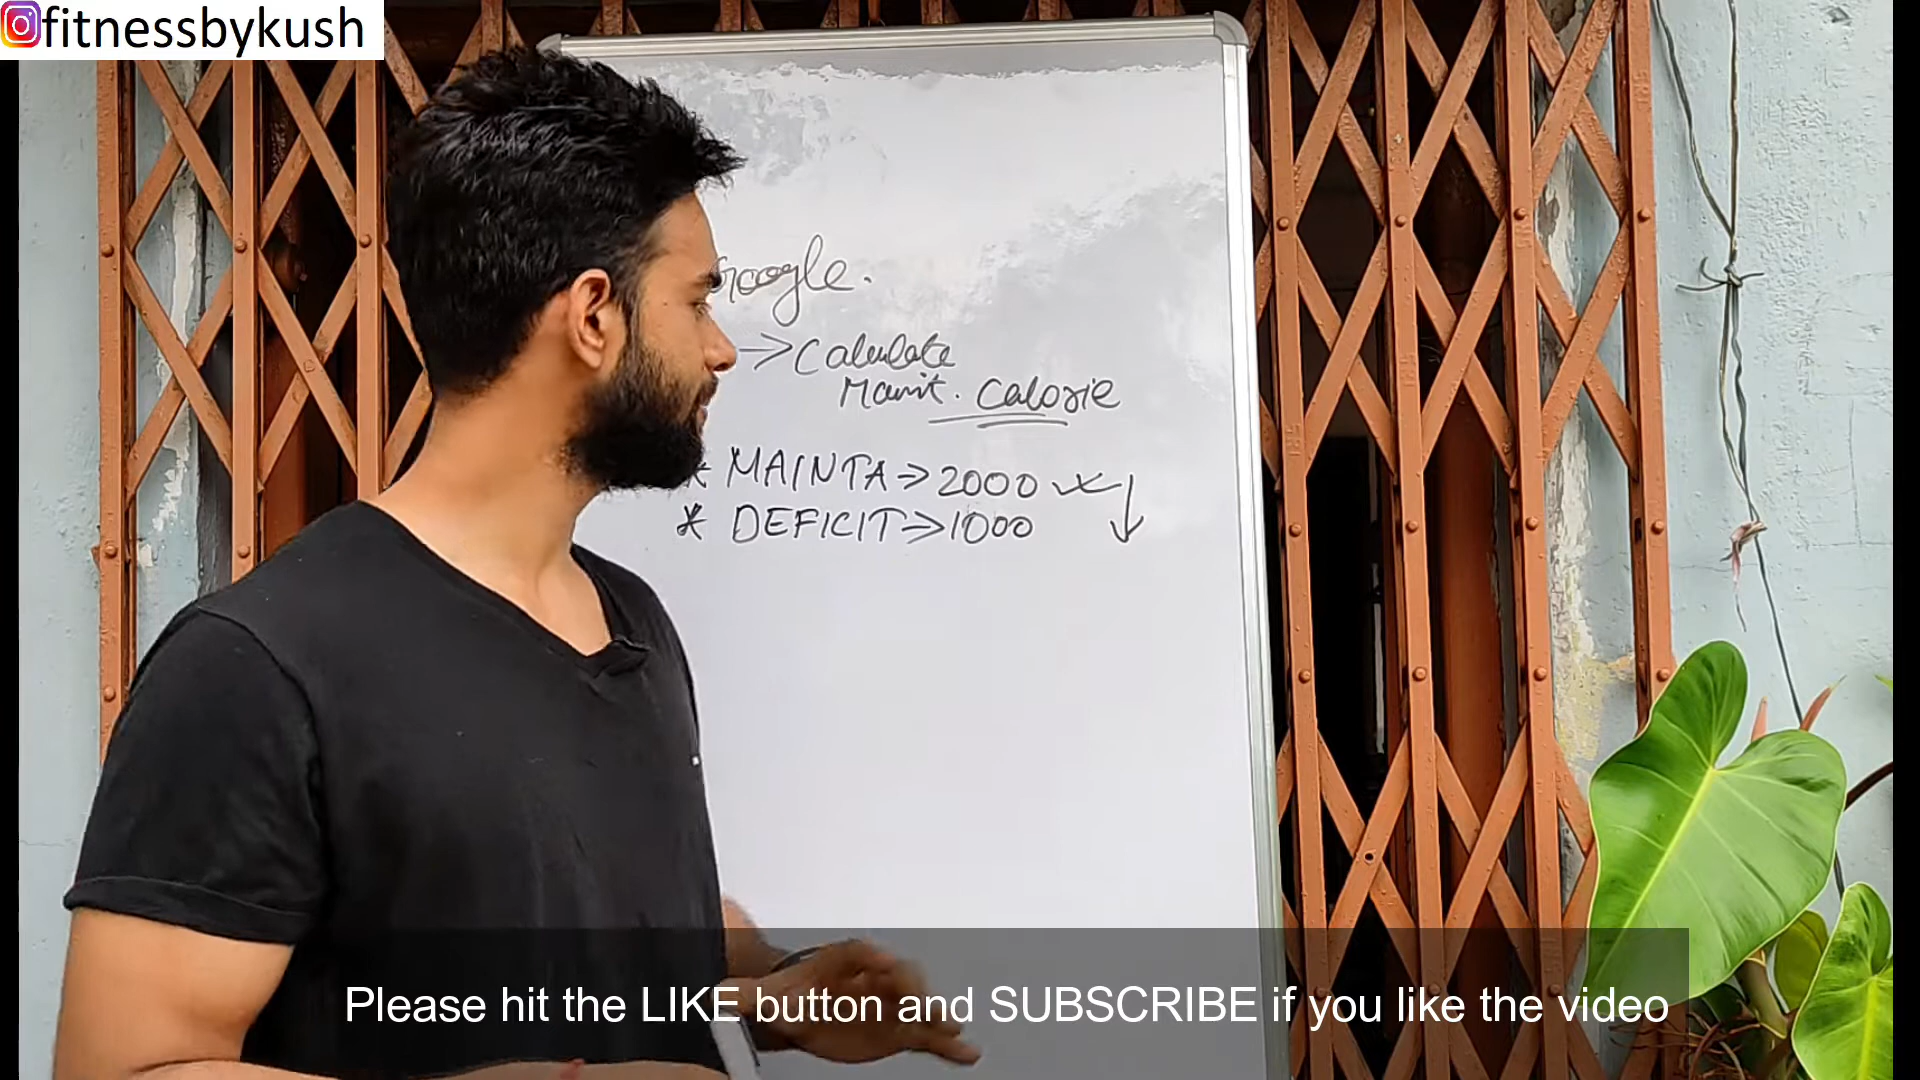 fitnessbykush
Google.
→ Calculate
Maint. Calorie
* MAINTA → 2000
* DEFICIT → 1000 ↓
Please hit the LIKE button and SUBSCRIBE if you like the video